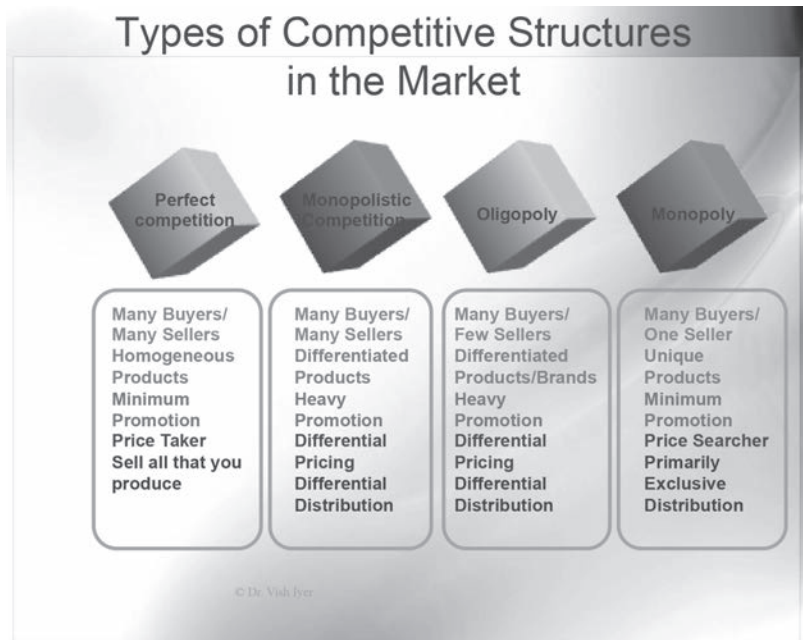 Types of Competitive Structures
in the Market
Perfect
competition
Monopolistic
Competition
Oligopoly
Monopoly
Many Buyers/
Many Sellers
Homogeneous
Products
Minimum
Promotion
Price Taker
Sell all that you
produce
Many Buyers/
Many Sellers
Differentiated
Products
Heavy
Promotion
Differential
Pricing
Differential
Distribution
Many Buyers/
Few Sellers
Differentiated
Products/Brands
Heavy
Promotion
Differential
Pricing
Differential
Distribution
Many Buyers/
One Seller
Unique
Products
Minimum
Promotion
Price Searcher
Primarily
Exclusive
Distribution
© Dr. Vish Iyer